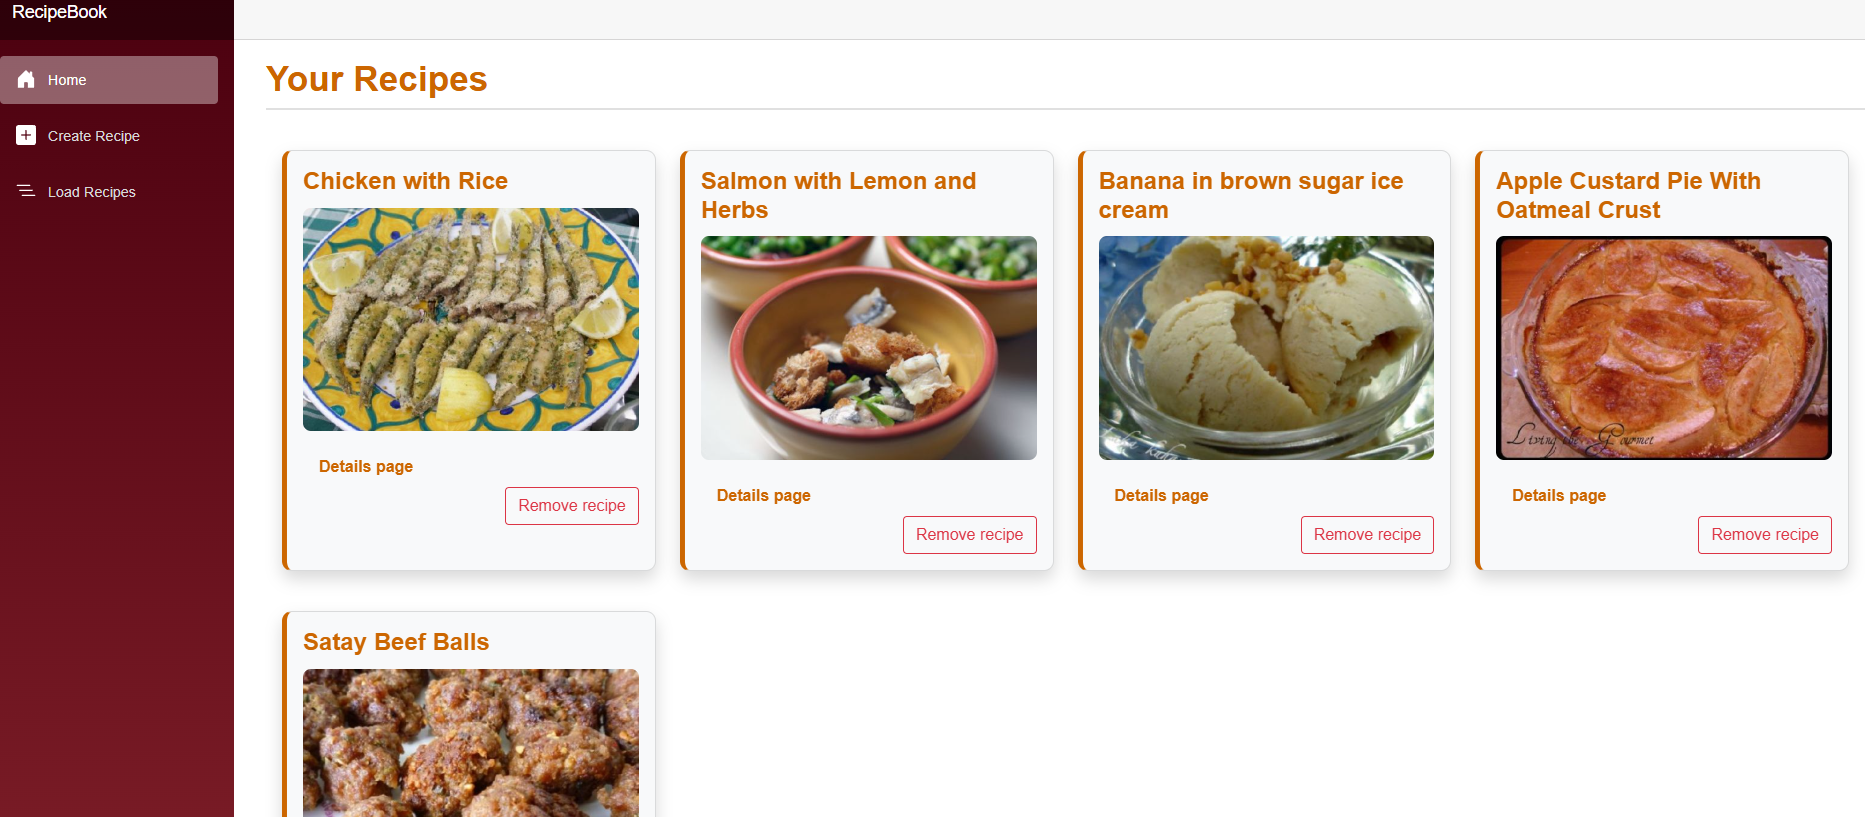 RecipeBook
Home
Create Recipe
Load Recipes
Your Recipes
Chicken with Rice
Details page
Remove recipe
Salmon with Lemon and
Herbs
Details page
Remove recipe
Banana in brown sugar ice
cream
Details page
Remove recipe
Apple Custard Pie With
Oatmeal Crust
Living the Gourmet
Details page
Remove recipe
Satay Beef Balls